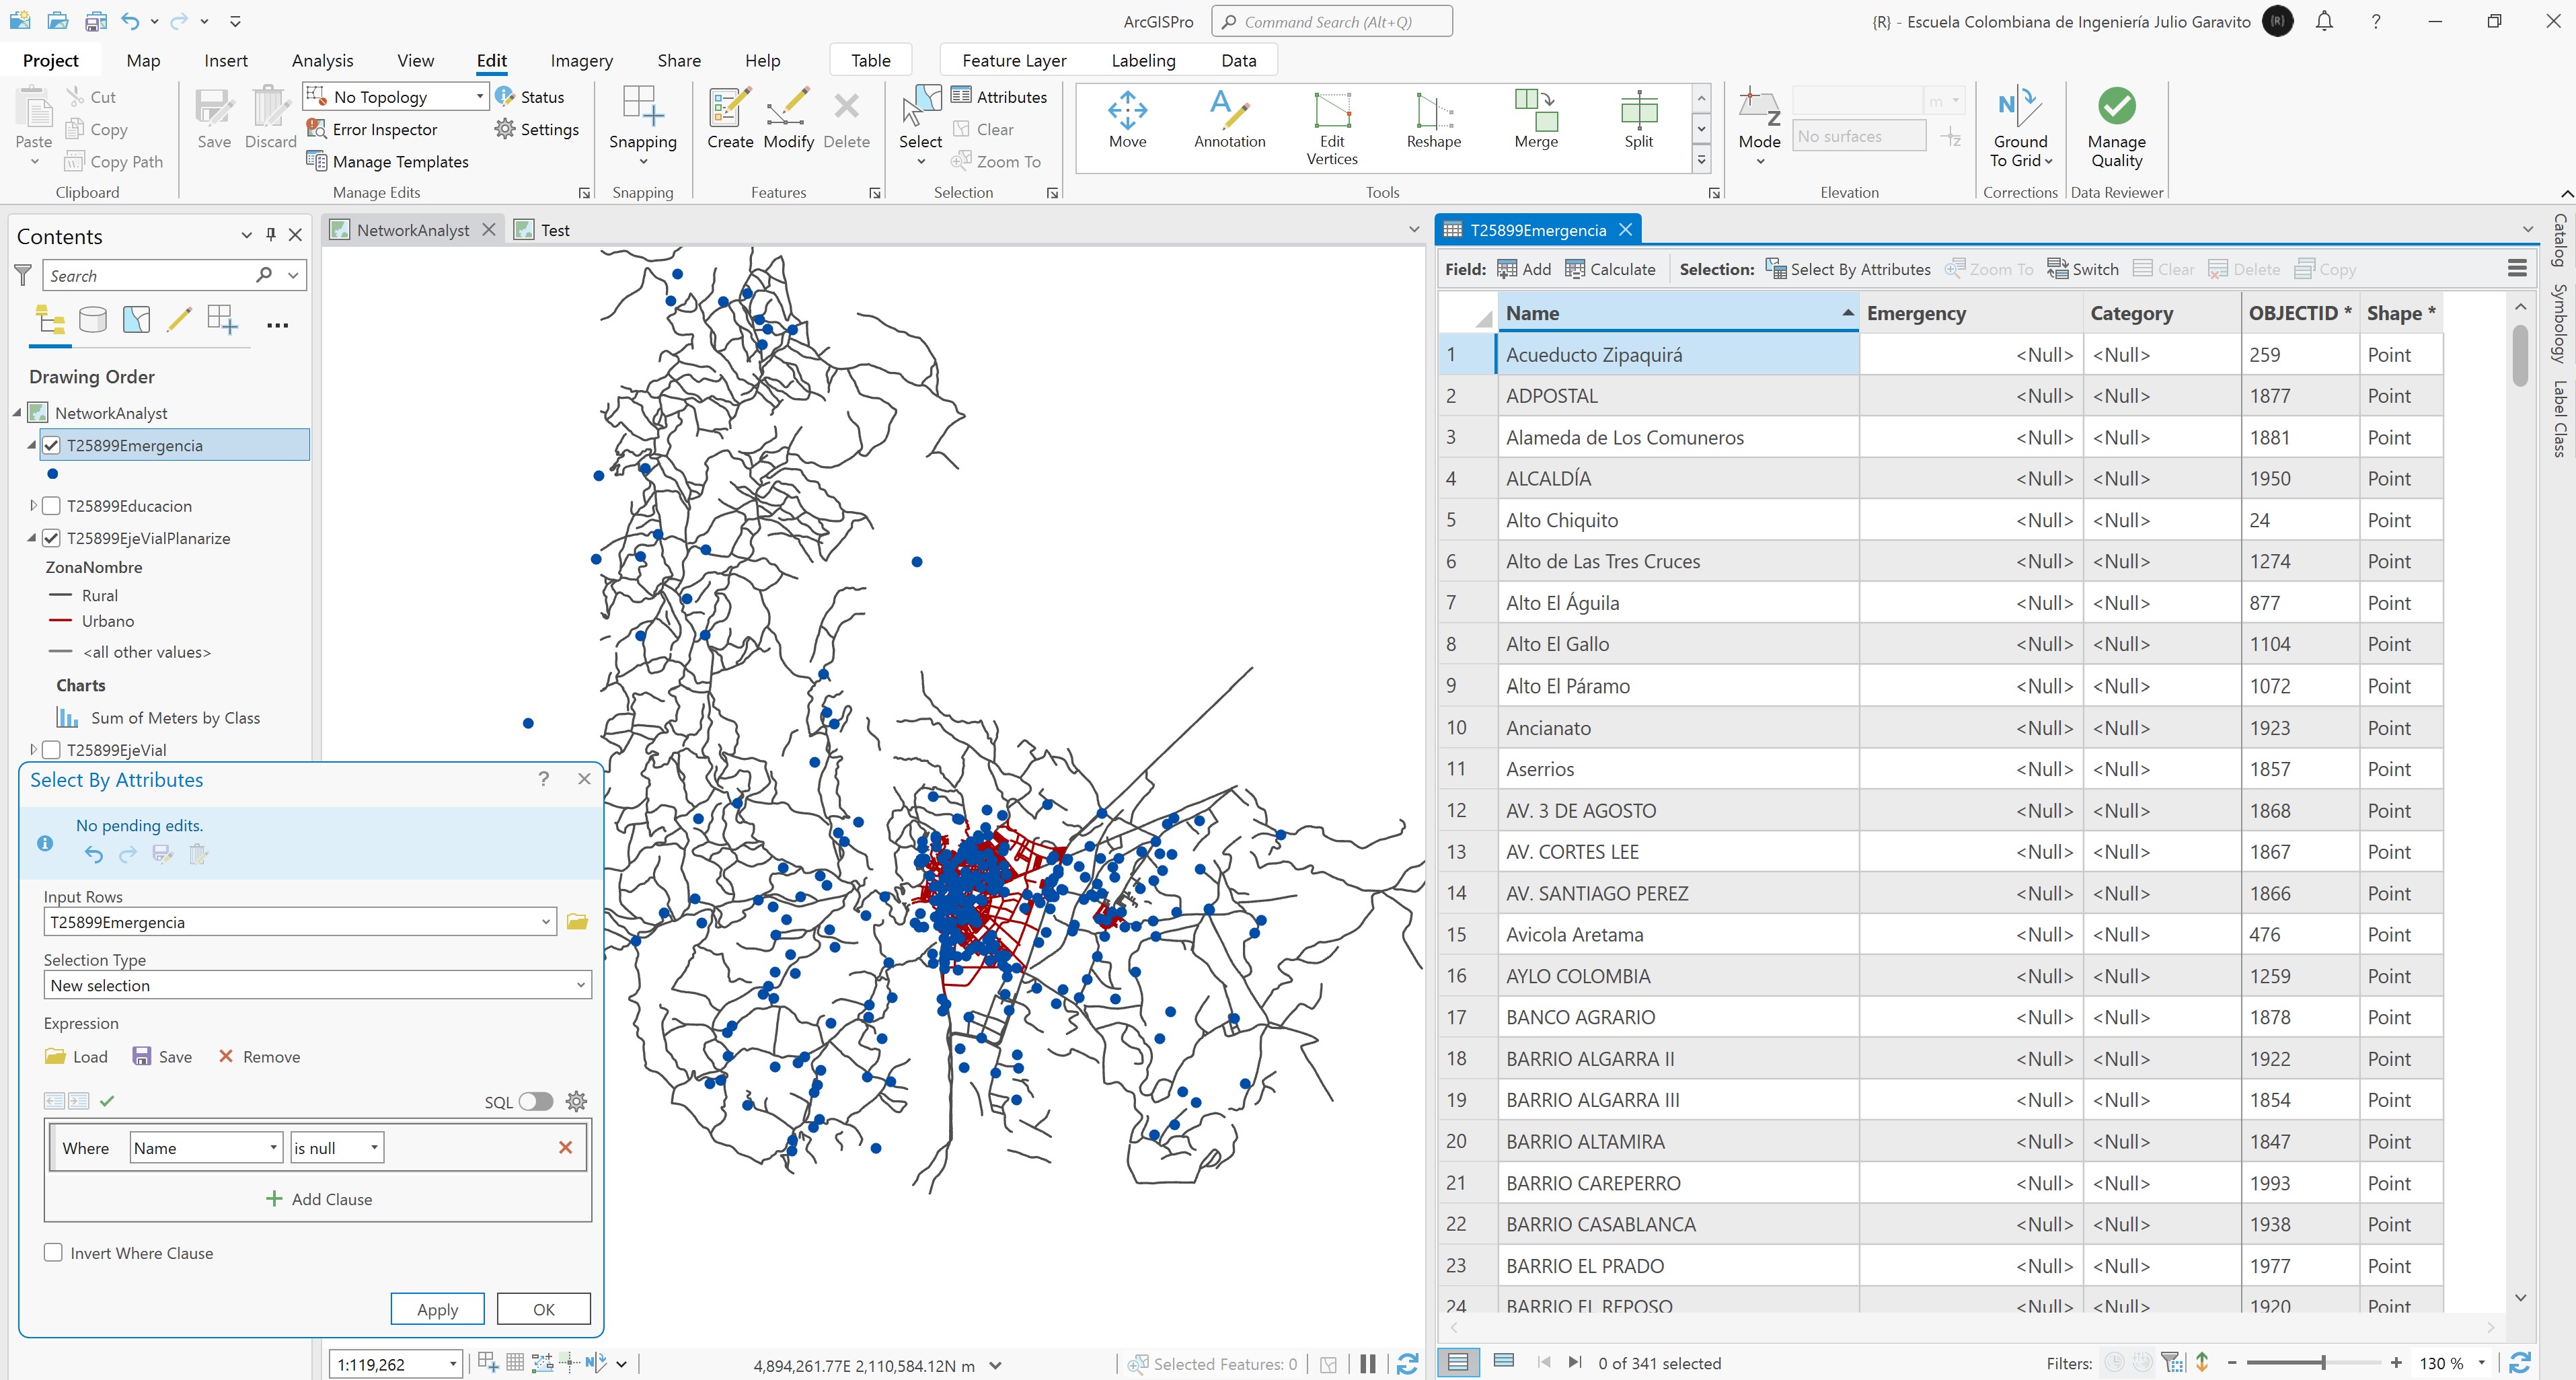 ArcGISPro
Command Search (Alt+Q)
{R} - Escuela Colombiana de Ingeniería Julio Garavito
{R}
?
Project
Map
Insert
Analysis
View
Edit
Imagery
Share
Help
Table
Feature Layer
Labeling
Data
Paste
Cut
Copy
Copy Path
Clipboard
Save
Discard
No Topology
Error Inspector
Manage Templates
Status
Settings
Manage Edits
Snapping
Snapping
Create
Modify
Delete
Features
Select
Attributes
Clear
Zoom To
Selection
Move
Annotation
Edit
Vertices
Reshape
Merge
Split
Tools
Mode
m
No surfaces
Elevation
Ground
To Grid
Corrections
Manage
Quality
Data Reviewer
Contents
Search
Drawing Order
NetworkAnalyst
T25899Emergencia
T25899Educacion
T25899EjeVialPlanarize
ZonaNombre
Rural
Urbano
<all other values>
Charts
Sum of Meters by Class
T25899EjeVial
Select By Attributes
?
No pending edits.
Input Rows
T25899Emergencia
Selection Type
New selection
Expression
Load
Save
Remove
SQL
Where Name is null
Add Clause
Invert Where Clause
Apply
OK
NetworkAnalyst
Test
1:119,262
4,894,261.77E 2,110,584.12N m
Selected Features: 0
T25899Emergencia
Field: Add Calculate Selection: Select By Attributes Zoom To Switch Clear Delete Copy
Name Emergency Category OBJECTID * Shape *
1 Acueducto Zipaquirá <Null> <Null> 259 Point
2 ADPOSTAL <Null> <Null> 1877 Point
3 Alameda de Los Comuneros <Null> <Null> 1881 Point
4 ALCALDÍA <Null> <Null> 1950 Point
5 Alto Chiquito <Null> <Null> 24 Point
6 Alto de Las Tres Cruces <Null> <Null> 1274 Point
7 Alto El Águila <Null> <Null> 877 Point
8 Alto El Gallo <Null> <Null> 1104 Point
9 Alto El Páramo <Null> <Null> 1072 Point
10 Ancianato <Null> <Null> 1923 Point
11 Aserrios <Null> <Null> 1857 Point
12 AV. 3 DE AGOSTO <Null> <Null> 1868 Point
13 AV. CORTES LEE <Null> <Null> 1867 Point
14 AV. SANTIAGO PEREZ <Null> <Null> 1866 Point
15 Avicola Aretama <Null> <Null> 476 Point
16 AYLO COLOMBIA <Null> <Null> 1259 Point
17 BANCO AGRARIO <Null> <Null> 1878 Point
18 BARRIO ALGARRA II <Null> <Null> 1922 Point
19 BARRIO ALGARRA III <Null> <Null> 1854 Point
20 BARRIO ALTAMIRA <Null> <Null> 1847 Point
21 BARRIO CAREPERRO <Null> <Null> 1993 Point
22 BARRIO CASABLANCA <Null> <Null> 1938 Point
23 BARRIO EL PRADO <Null> <Null> 1977 Point
24 BARRIO EL REPOSO <Null> <Null> 1920 Point
0 of 341 selected
Filters:
130 %
Catalog
Symbology
Label Class